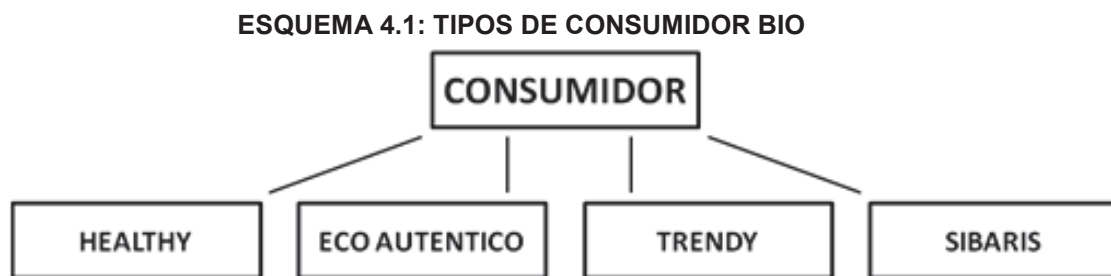 ESQUEMA 4.1: TIPOS DE CONSUMIDOR BIO
CONSUMIDOR
HEALTHY
ECO AUTENTICO
TRENDY
SIBARIS